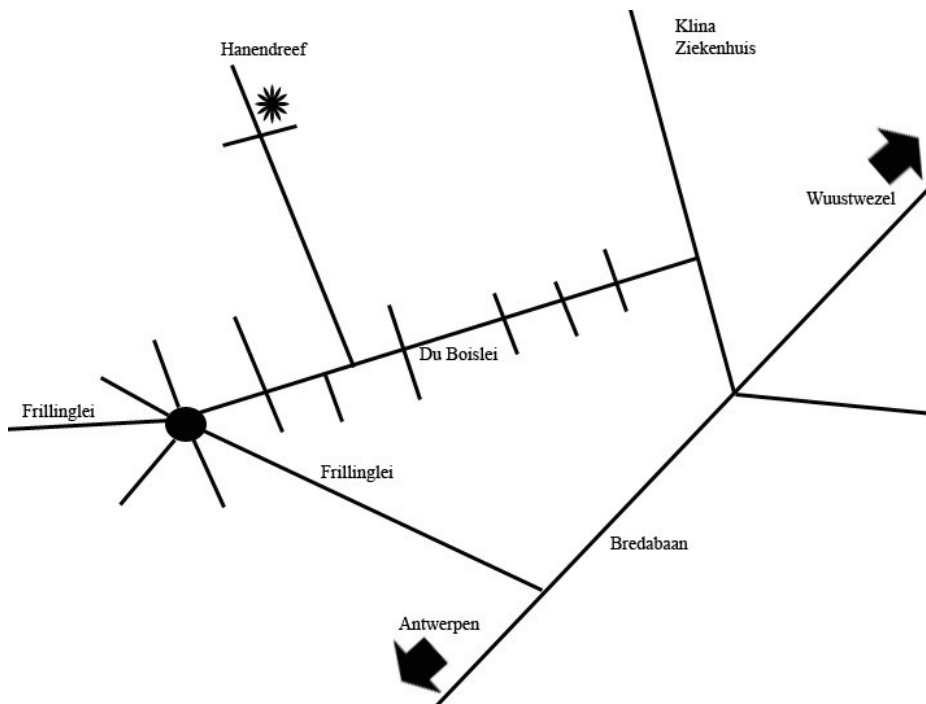 Klina
Ziekenhuis
Hanendreef
Wuustwezel
Du Boislei
Frillinglei
Frillinglei
Bredabaan
Antwerpen